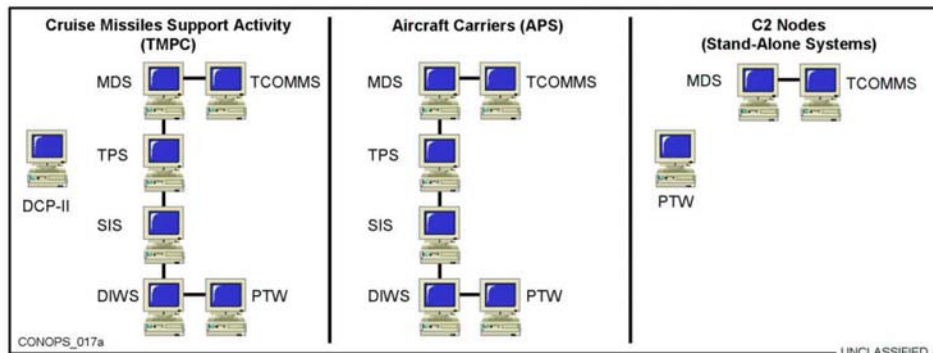 Cruise Missiles Support Activity
(TMPC)
MDS
TCOMMS
TPS
DCP-II
SIS
DIWS
PTW
CONOPS_017a
Aircraft Carriers (APS)
MDS
TCOMMS
TPS
SIS
DIWS
PTW
C2 Nodes
(Stand-Alone Systems)
MDS
TCOMMS
PTW
UNCLASSIFIED